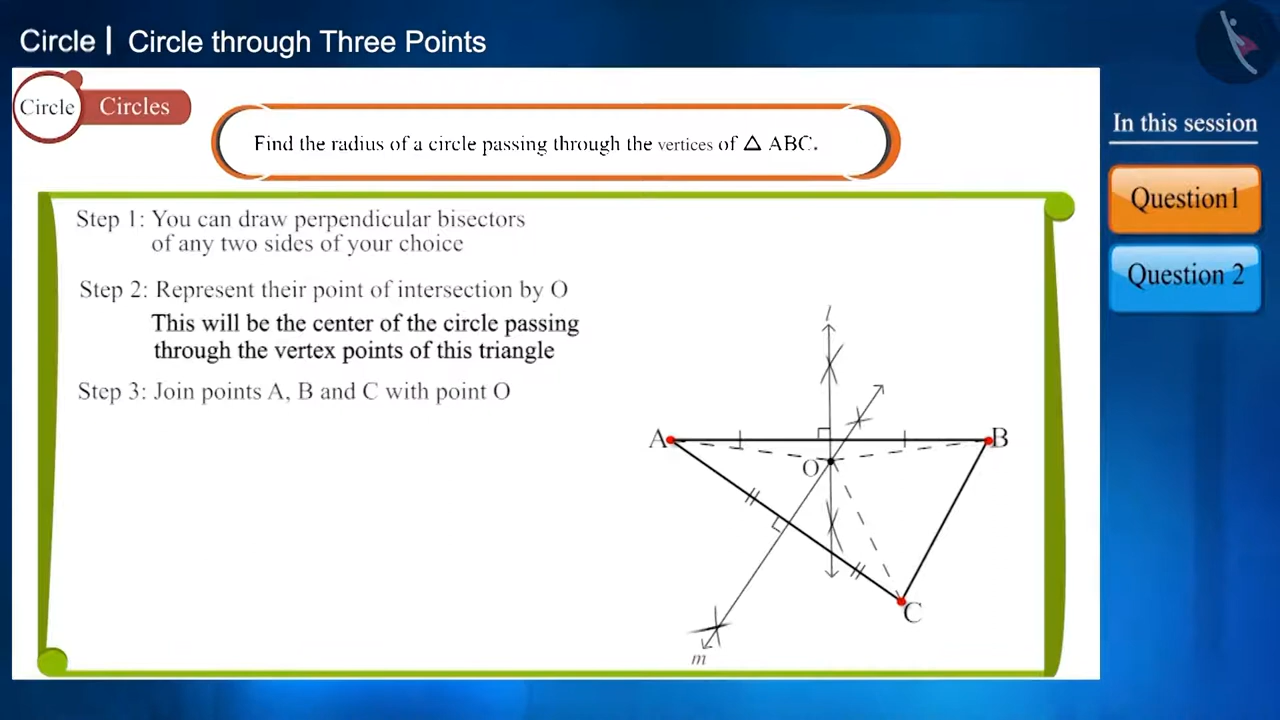 Circle | Circle through Three Points
Circle Circles
Find the radius of a circle passing through the vertices of △ ABC.
In this session
Question1
Question 2
Step 1: You can draw perpendicular bisectors
of any two sides of your choice
Step 2: Represent their point of intersection by O
This will be the center of the circle passing
through the vertex points of this triangle
Step 3: Join points A, B and C with point O
l
A
B
O
C
m